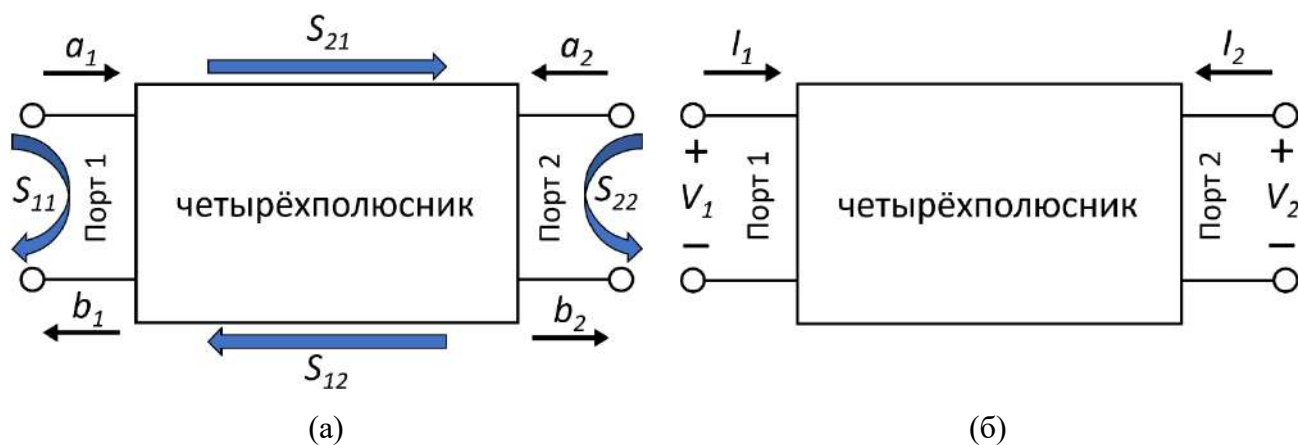 S₂₁
a₁ a₂ I₁ I₂
Порт 1 Порт 2 + Порт 1 Порт 2 +
S₁₁ четырёхполюсник S₂₂ V₁ четырёхполюсник V₂
− −
b₁ b₂
S₁₂
(а) (б)